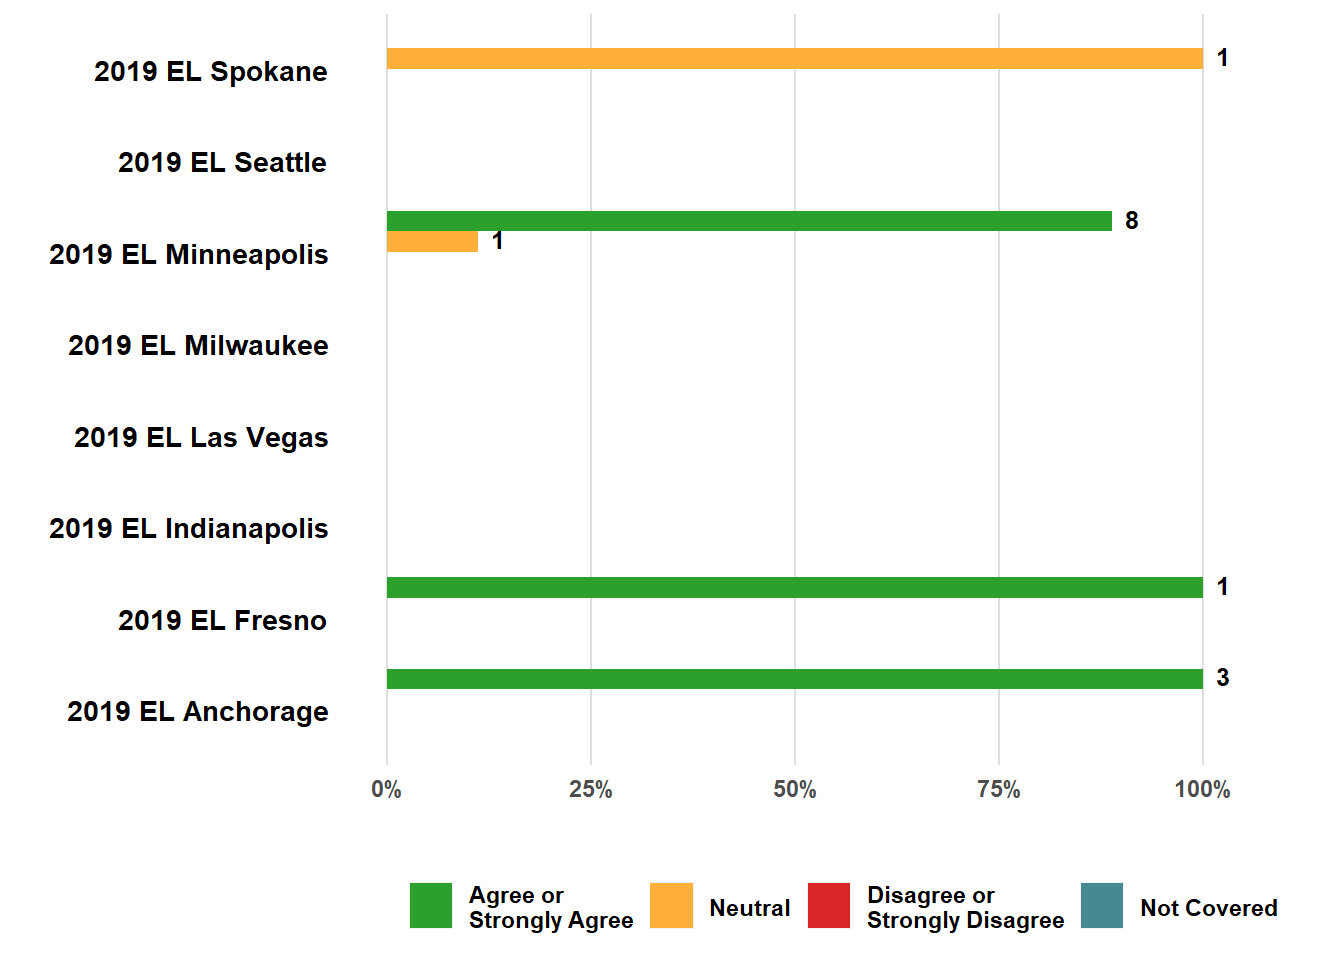 2019 EL Spokane
1
2019 EL Seattle
8
1
2019 EL Minneapolis
2019 EL Milwaukee
2019 EL Las Vegas
2019 EL Indianapolis
1
2019 EL Fresno
3
2019 EL Anchorage
0% 25% 50% 75% 100%
Agree or
Strongly Agree
Neutral
Disagree or
Strongly Disagree
Not Covered